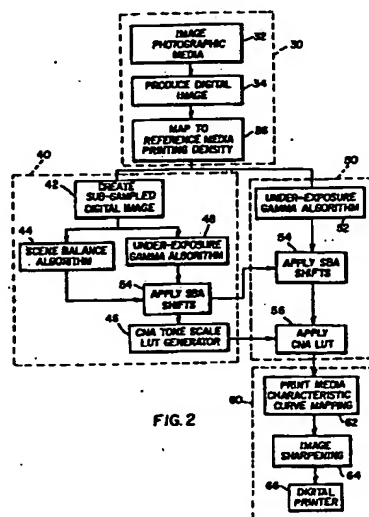 IMAGE
PHOTOGRAPHIC
MEDIA
32
30
PRODUCE DIGITAL
IMAGE
34
MAP TO
REFERENCE MEDIA
PRINTING DENSITY
36
40
42
CREATE
SUB-SAMPLED
DIGITAL IMAGE
44
SCENE BALANCE
ALGORITHM
48
UNDER-EXPOSURE
GAMMA ALGORITHM
54
APPLY SBA
SHIFTS
46
CNA TONE SCALE
LUT GENERATOR
50
UNDER-EXPOSURE
GAMMA ALGORITHM
52
54
APPLY SBA
SHIFTS
56
APPLY
CNA LUT
60
PRINT MEDIA
CHARACTERISTIC
CURVE MAPPING
62
IMAGE
SHARPENING
64
66
DIGITAL
PRINTER
FIG. 2